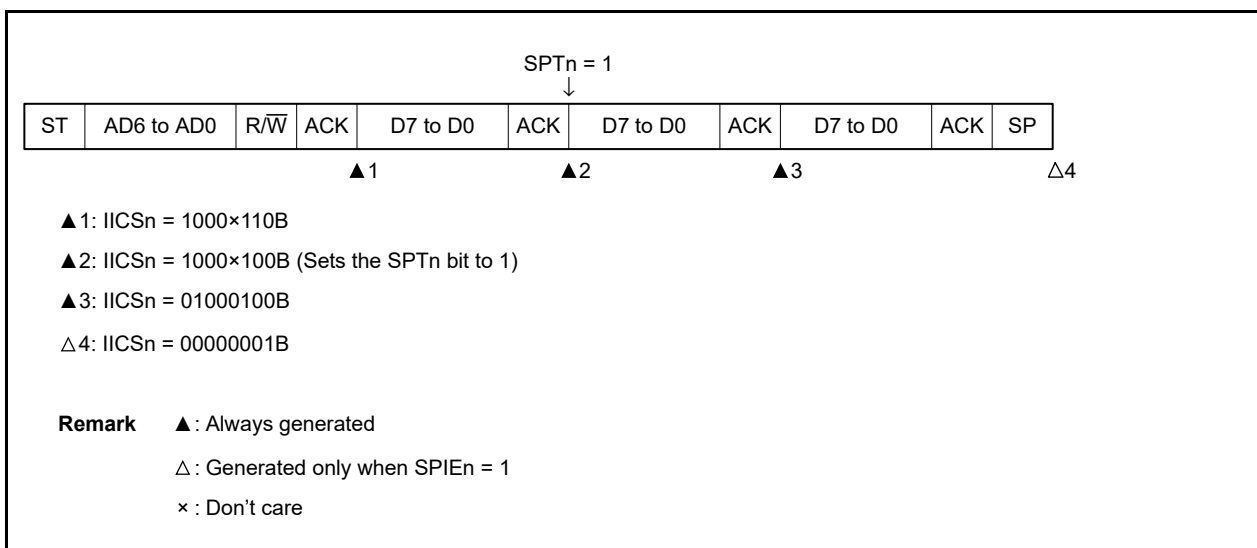 SPTn = 1
↓
ST AD6 to AD0 R/W̅ ACK D7 to D0 ACK D7 to D0 ACK D7 to D0 ACK SP
▲1 ▲2 ▲3 △4
▲1: IICSn = 1000×110B
▲2: IICSn = 1000×100B (Sets the SPTn bit to 1)
▲3: IICSn = 01000100B
△4: IICSn = 00000001B
Remark ▲: Always generated
△: Generated only when SPIEn = 1
×: Don’t care